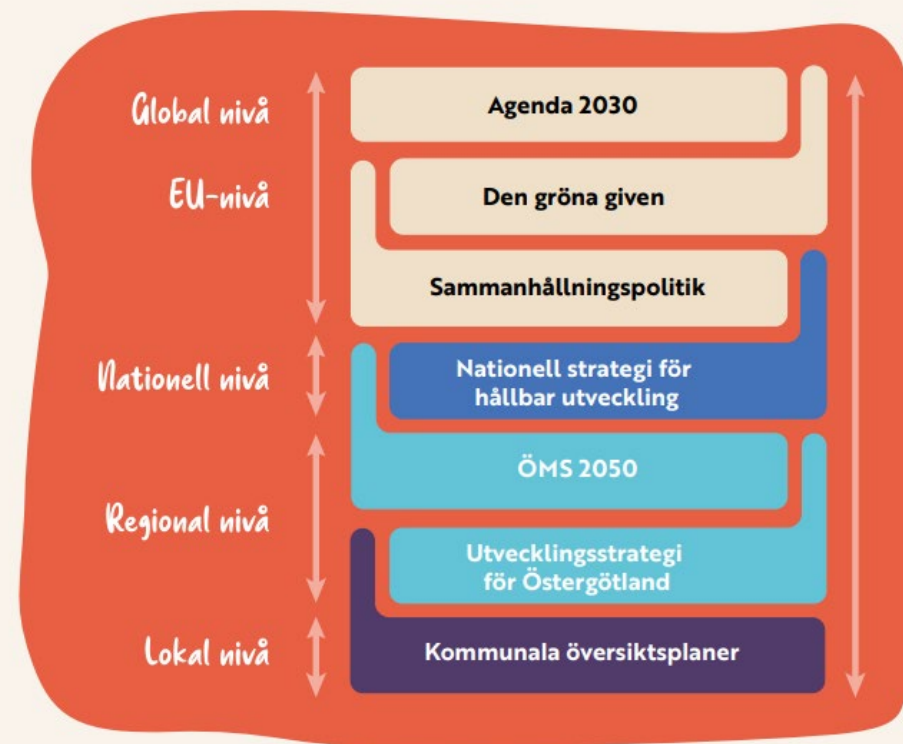 Global nivå
Agenda 2030
EU-nivå
Den gröna given
Sammanhållningspolitik
Nationell nivå
Nationell strategi för
hållbar utveckling
Regional nivå
ÖMS 2050
Utvecklingsstrategi
för Östergötland
Lokal nivå
Kommunala översiktsplaner